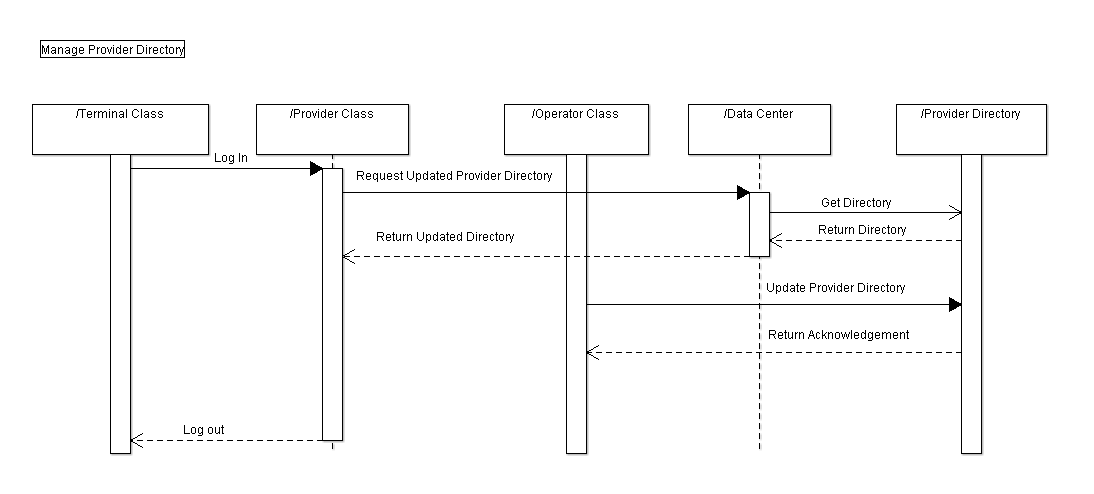 Manage Provider Directory
/Terminal Class
/Provider Class
/Operator Class
/Data Center
/Provider Directory
Log In
Request Updated Provider Directory
Get Directory
Return Directory
Return Updated Directory
Update Provider Directory
Return Acknowledgement
Log out